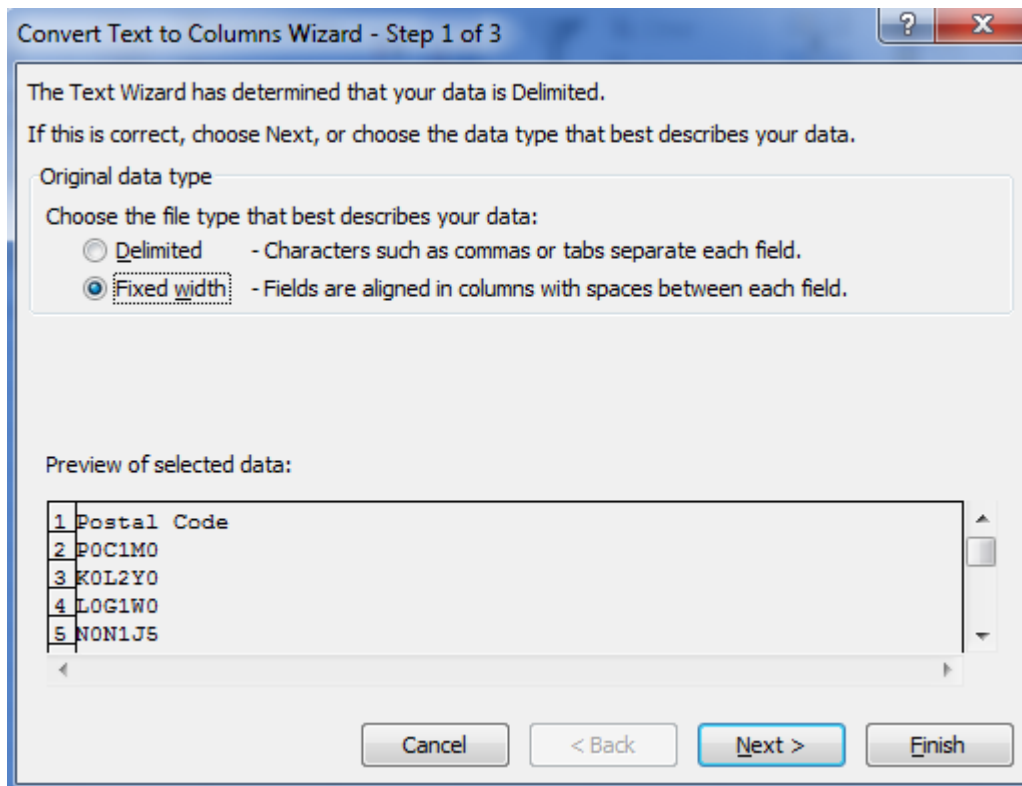 Convert Text to Columns Wizard - Step 1 of 3
?
X
The Text Wizard has determined that your data is Delimited.
If this is correct, choose Next, or choose the data type that best describes your data.
Original data type
Choose the file type that best describes your data:
Delimited - Characters such as commas or tabs separate each field.
Fixed width - Fields are aligned in columns with spaces between each field.
Preview of selected data:
1 Postal Code
2 P0C1M0
3 K0L2Y0
4 L0G1W0
5 N0N1J5
Cancel < Back Next > Finish